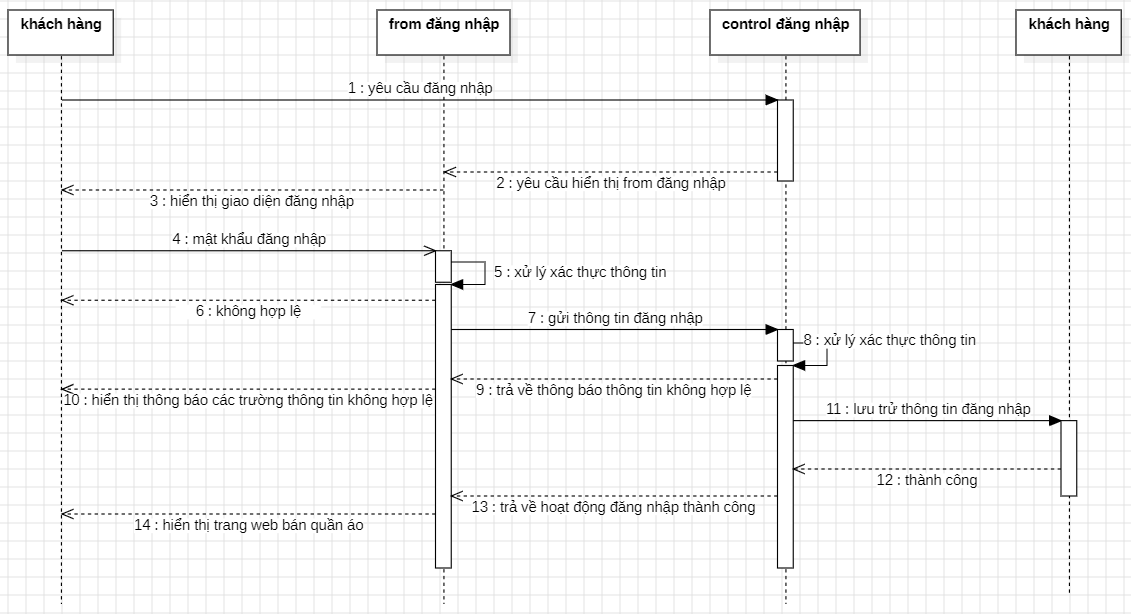 khách hàng
from đăng nhập
control đăng nhập
khách hàng
1 : yêu cầu đăng nhập
2 : yêu cầu hiển thị from đăng nhập
3 : hiển thị giao diện đăng nhập
4 : mật khẩu đăng nhập
5 : xử lý xác thực thông tin
6 : không hợp lệ
7 : gửi thông tin đăng nhập
8 : xử lý xác thực thông tin
9 : trả về thông báo thông tin không hợp lệ
10 : hiển thị thông báo các trường thông tin không hợp lệ
11 : lưu trử thông tin đăng nhập
12 : thành công
13 : trả về hoạt động đăng nhập thành công
14 : hiển thị trang web bán quần áo